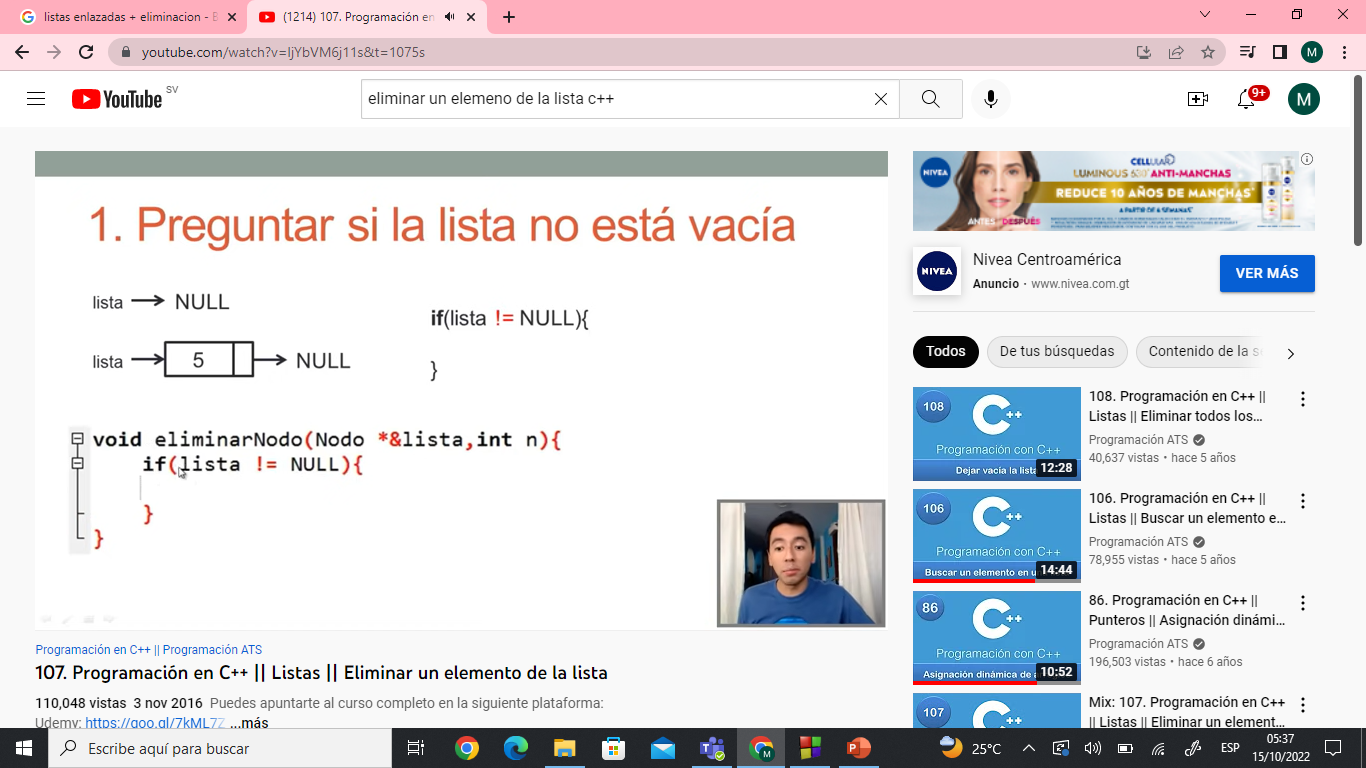 listas enlazadas + eliminacion - B
(1214) 107. Programación en
youtube.com/watch?v=IjYbVM6j11s&t=1075s
M
YouTube SV
eliminar un elemeno de la lista c++
9+
M
1. Preguntar si la lista no está vacía
lista NULL
if(lista != NULL){
lista 5 NULL
}
void eliminarNodo(Nodo *&lista,int n){
if(lista != NULL){
}
}
Programación en C++ || Programación ATS
107. Programación en C++ || Listas || Eliminar un elemento de la lista
110,048 vistas 3 nov 2016 Puedes apuntarte al curso completo en la siguiente plataforma:
Udemy: https://goo.gl/7kML7Z ...más
NIVEA
CELLULAR
LUMINOUS 630 ANTI-MANCHAS
REDUCE 10 AÑOS DE MANCHAS*
A PARTIR DE 4 SEMANAS*
ANTES DESPUÉS
NIVEA
Nivea Centroamérica
Anuncio · www.nivea.com.gt
VER MÁS
Todos
De tus búsquedas
Contenido de la s
108
C++
Programación con C++
Dejar vacía la lista
12:28
108. Programación en C++ ||
Listas || Eliminar todos los...
Programación ATS
40,637 vistas · hace 5 años
106
C++
Programación con C++
Buscar un elemento en un
14:44
106. Programación en C++ ||
Listas || Buscar un elemento e...
Programación ATS
78,955 vistas · hace 5 años
86
C++
Programación con C++
Asignación dinámica de a
10:52
86. Programación en C++ ||
Punteros || Asignación dinámi...
Programación ATS
196,503 vistas · hace 6 años
107
Mix: 107. Programación en C++
|| Listas || Eliminar un element...
Escribe aquí para buscar
M
25°C
ESP
05:37
15/10/2022